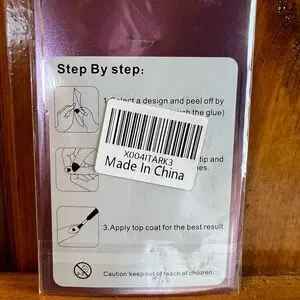 Step By step:
1.Select a design and peel off by
the glue)
X004ITARK3
Made In China
tip and
3.Apply top coat for the best result
Caution: keep out of reach of children.